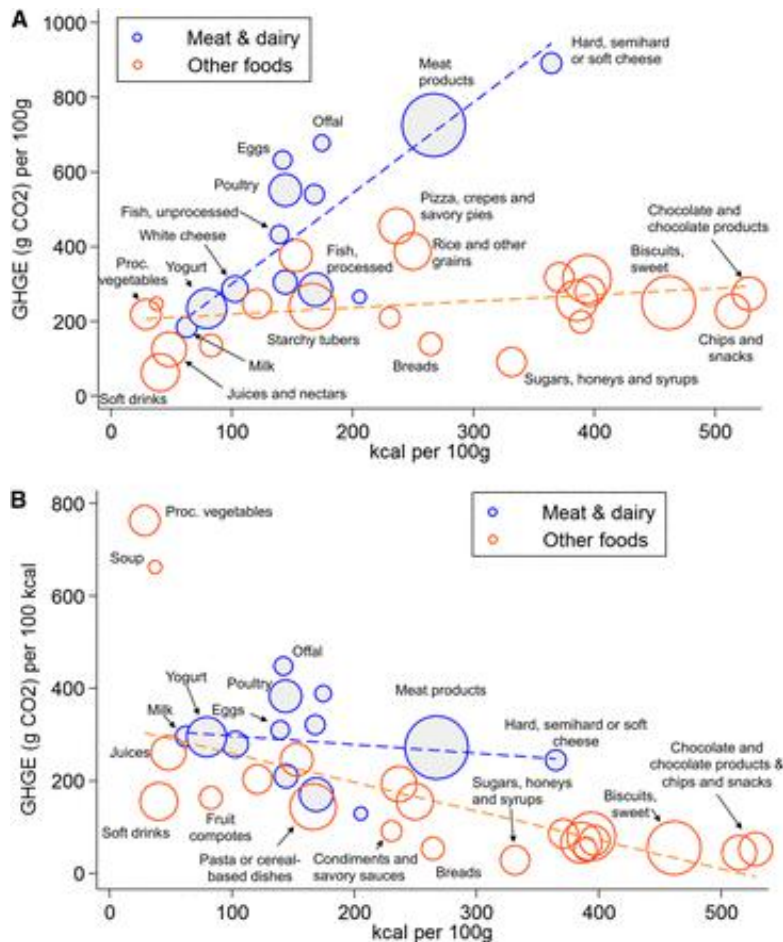 A
1000
800
600
400
200
0
GHGE (g CO2) per 100g
Meat & dairy
Other foods
Hard, semihard
or soft cheese
Meat
products
Offal
Eggs
Poultry
Fish, unprocessed
White cheese
Proc.
vegetables
Yogurt
Fish,
processed
Pizza, crepes and
savory pies
Rice and other
grains
Chocolate and
chocolate products
Biscuits,
sweet
Starchy tubers
Milk
Breads
Chips and
snacks
Soft drinks
Juices and nectars
Sugars, honeys and syrups
0
100
200
300
400
500
kcal per 100g
B
800
600
400
200
0
GHGE (g CO2) per 100 kcal
Meat & dairy
Other foods
Proc. vegetables
Soup
Offal
Poultry
Yogurt
Milk
Eggs
Meat products
Hard, semihard or soft
cheese
Juices
Soft drinks
Fruit
compotes
Pasta or cereal-
based dishes
Condiments and
savory sauces
Breads
Sugars, honeys
and syrups
Biscuits,
sweet
Chocolate and
chocolate products &
chips and snacks
0
100
200
300
400
500
kcal per 100g